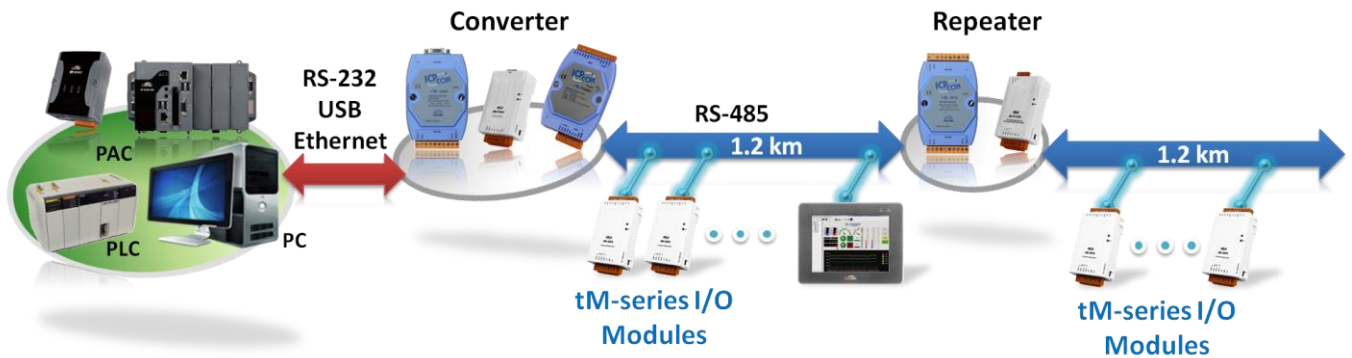 Converter
Repeater
RS-232
USB
Ethernet
RS-485
1.2 km
1.2 km
PAC
PLC
PC
tM-series I/O
Modules
tM-series I/O
Modules